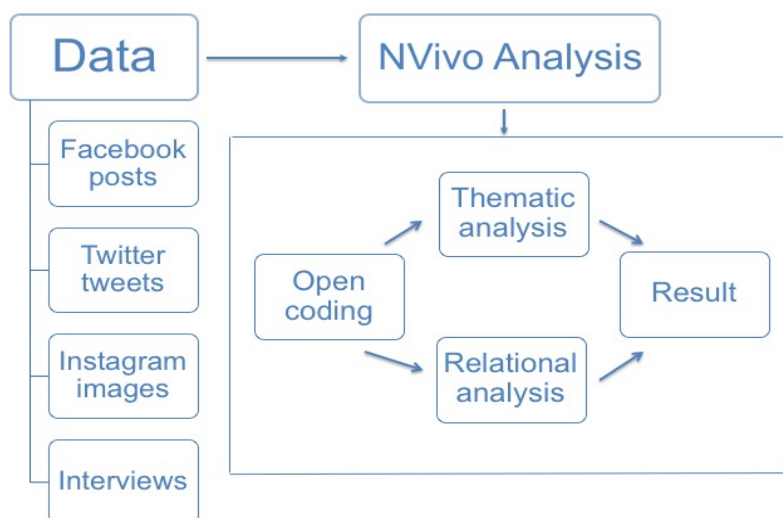 Data
NVivo Analysis
Facebook
posts
Twitter
tweets
Instagram
images
Interviews
Open
coding
Thematic
analysis
Relational
analysis
Result